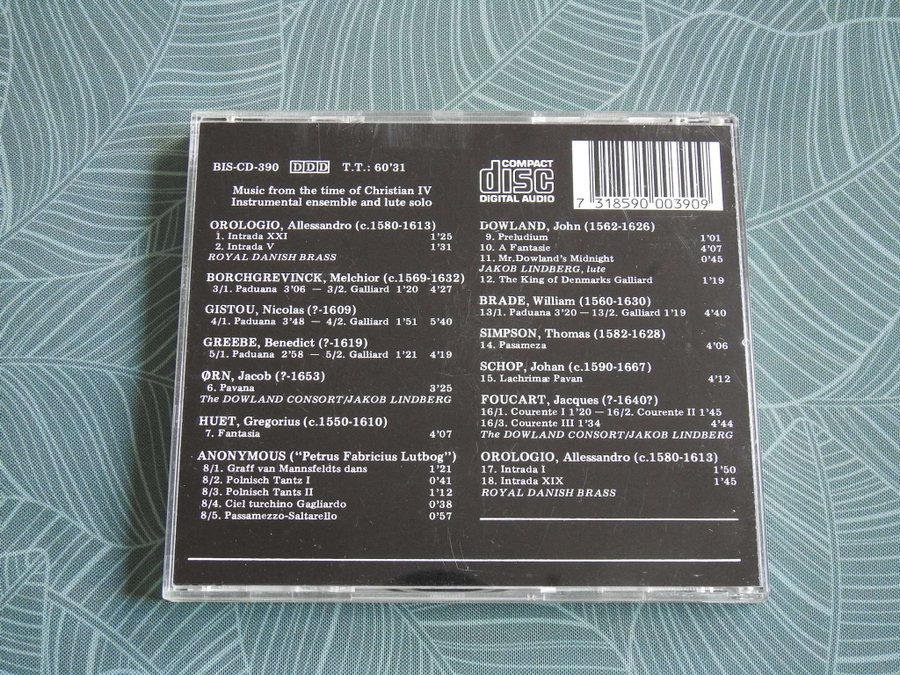 BIS-CD-390 DDD T.T.: 60'31
Music from the time of Christian IV
Instrumental ensemble and lute solo
COMPACT
disc
DIGITAL AUDIO
7 318590 003909
OROLOGIO, Allessandro (c.1580-1613)
1. Intrada XXI 1'25
2. Intrada V 1'31
ROYAL DANISH BRASS
BORCHGREVINCK, Melchior (c.1569-1632)
3/1. Paduana 3'06 — 3/2. Galliard 1'20 4'27
GISTOU, Nicolas (?-1609)
4/1. Paduana 3'48 — 4/2. Galliard 1'51 5'40
GREEBE, Benedict (?-1619)
5/1. Paduana 2'58 — 5/2. Galliard 1'21 4'19
ØRN, Jacob (?-1653)
6. Pavana 3'25
The DOWLAND CONSORT/JAKOB LINDBERG
HUET, Gregorius (c.1550-1610)
7. Fantasia 4'07
ANONYMOUS ("Petrus Fabricius Lutbog")
8/1. Graff van Mannsfeldts dans 1'21
8/2. Polnisch Tantz I 0'41
8/3. Polnisch Tants II 1'12
8/4. Ciel turchino Gagliardo 0'38
8/5. Passamezzo-Saltarello 0'57
DOWLAND, John (1562-1626)
9. Preludium 1'01
10. A Fantasie 4'07
11. Mr.Dowland's Midnight 0'45
JAKOB LINDBERG, lute
12. The King of Denmarks Galliard 1'19
BRADE, William (1560-1630)
13/1. Paduana 3'20 — 13/2. Galliard 1'19 4'40
SIMPSON, Thomas (1582-1628)
14. Pasameza 4'06
SCHOP, Johan (c.1590-1667)
15. Lachrimæ Pavan 4'12
FOUCART, Jacques (?-1640?)
16/1. Courente I 1'20 — 16/2. Courente II 1'45
16/3. Courente III 1'34 4'44
The DOWLAND CONSORT/JAKOB LINDBERG
OROLOGIO, Allessandro (c.1580-1613)
17. Intrada I 1'50
18. Intrada XIX 1'45
ROYAL DANISH BRASS